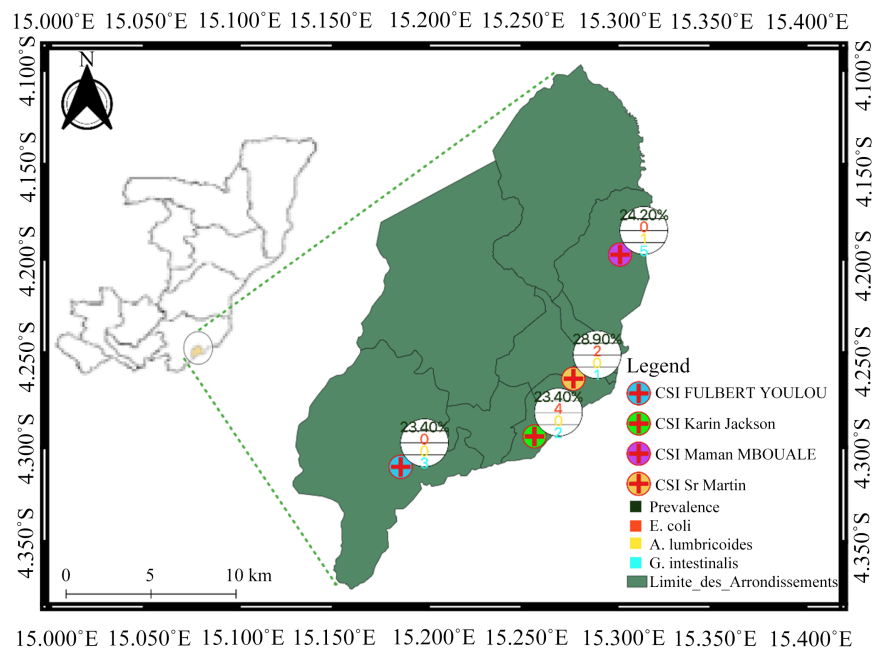 15.000°E 15.050°E 15.100°E 15.150°E 15.200°E 15.250°E 15.300°E 15.350°E 15.400°E
4.100°S 4.150°S 4.200°S 4.250°S 4.300°S 4.350°S
N
24.20%
0
1
5
28.90%
2
0
1
23.40%
4
0
2
23.40%
0
0
3
Legend
CSI FULBERT YOULOU
CSI Karin Jackson
CSI Maman MBOUALE
CSI Sr Martin
Prevalence
E. coli
A. lumbricoides
G. intestinalis
Limite_des_Arrondissements
0 5 10 km
4.100°S 4.150°S 4.200°S 4.250°S 4.300°S 4.350°S
15.000°E 15.050°E 15.100°E 15.150°E 15.200°E 15.250°E 15.300°E 15.350°E 15.400°E